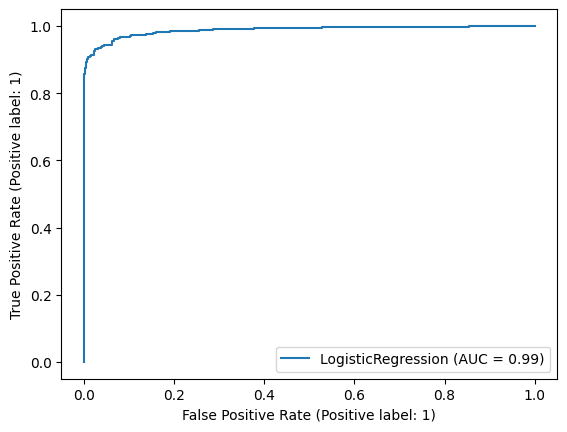 1.0
0.8
0.6
0.4
0.2
0.0
True Positive Rate (Positive label: 1)
LogisticRegression (AUC = 0.99)
0.0 0.2 0.4 0.6 0.8 1.0
False Positive Rate (Positive label: 1)